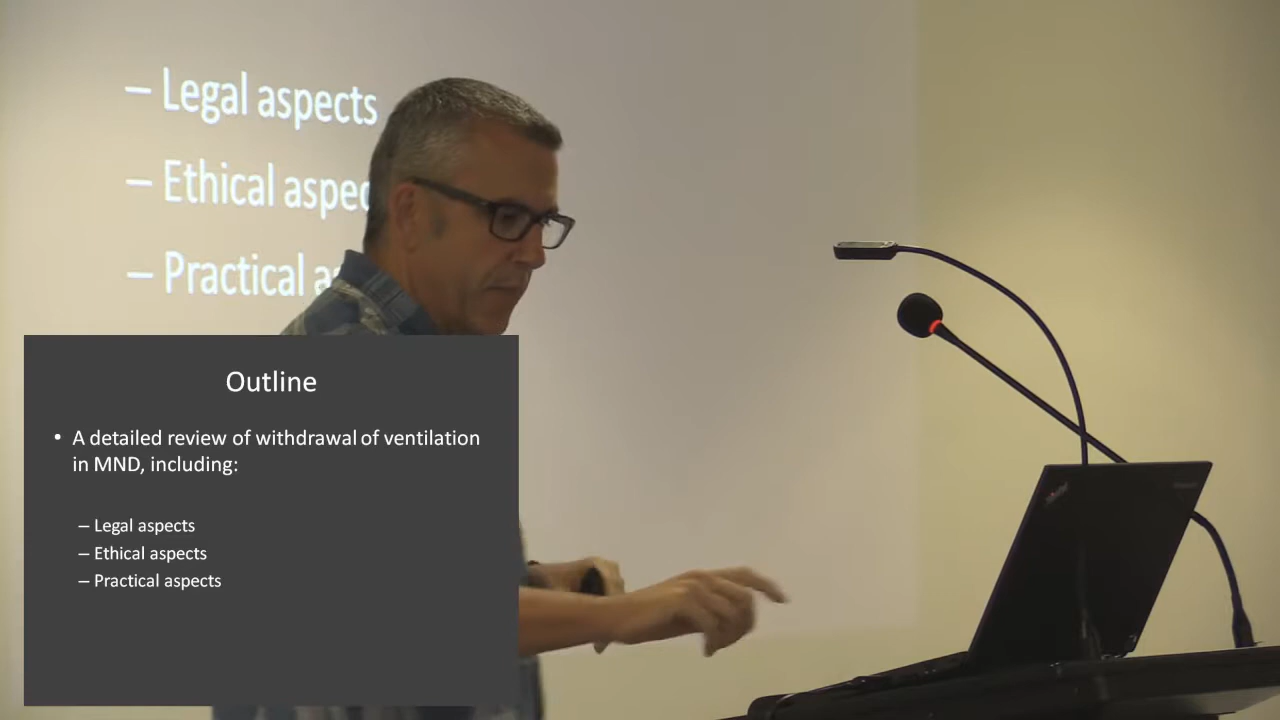 – Legal aspects
– Ethical aspec
– Practical a
Outline
• A detailed review of withdrawal of ventilation
in MND, including:
– Legal aspects
– Ethical aspects
– Practical aspects